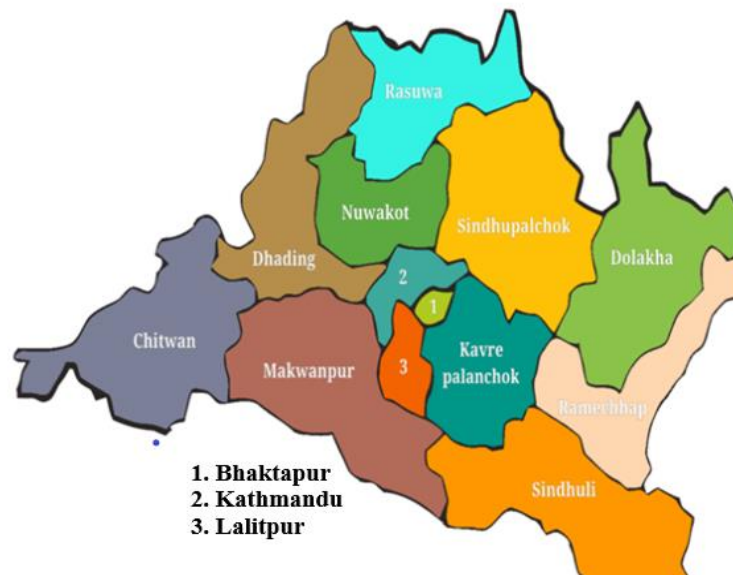 Rasuwa
Nuwakot
Sindhupalchok
Dhading
Dolakha
2
1
Chitwan
Makwanpur
3
Kavre
palanchok
Ramechhap
Sindhuli
1. Bhaktapur
2. Kathmandu
3. Lalitpur